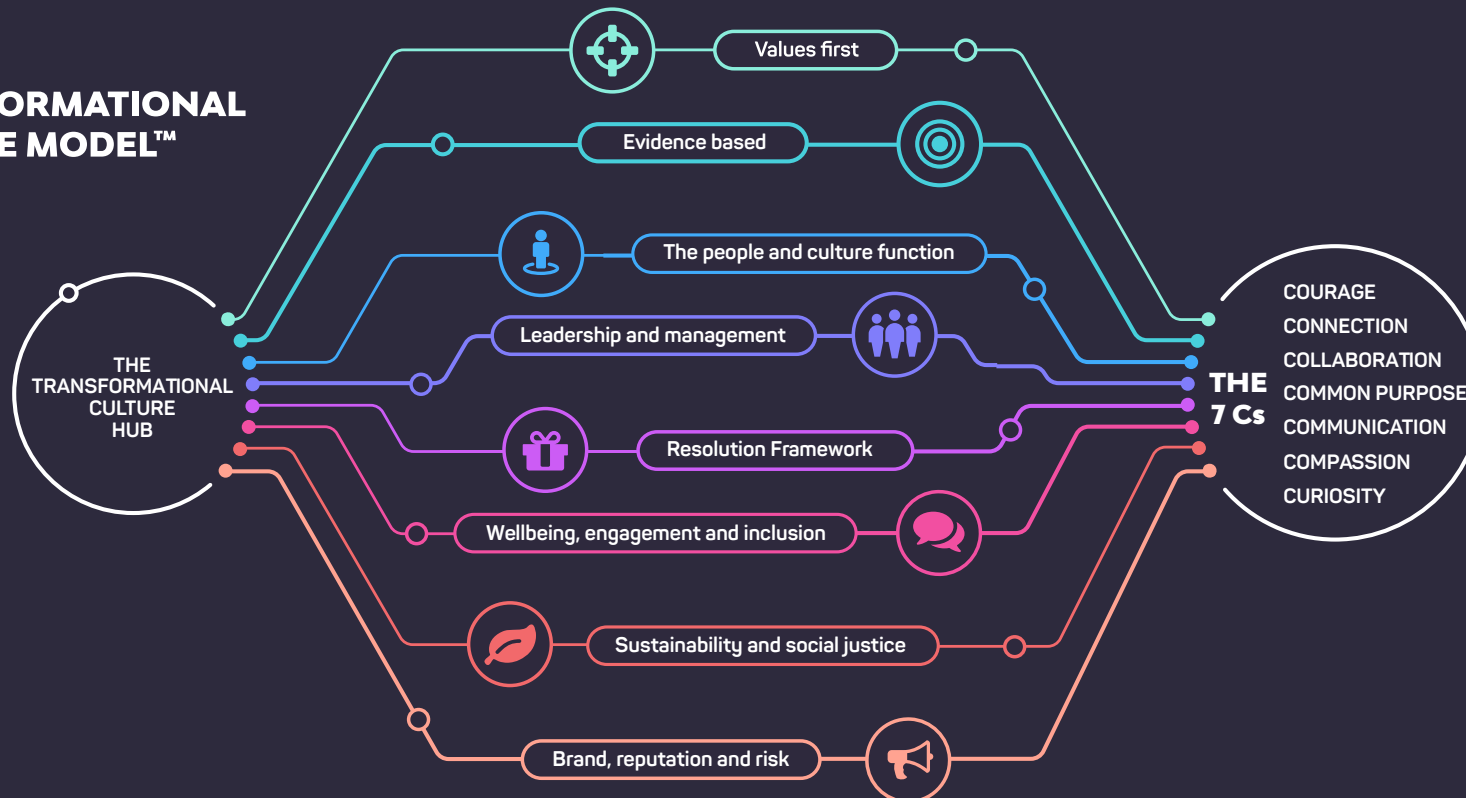 ORMATIONAL
E MODEL™
Values first
Evidence based
The people and culture function
Leadership and management
Resolution Framework
Wellbeing, engagement and inclusion
Sustainability and social justice
Brand, reputation and risk
THE
TRANSFORMATIONAL
CULTURE
HUB
THE
7 Cs
COURAGE
CONNECTION
COLLABORATION
COMMON PURPOSE
COMMUNICATION
COMPASSION
CURIOSITY